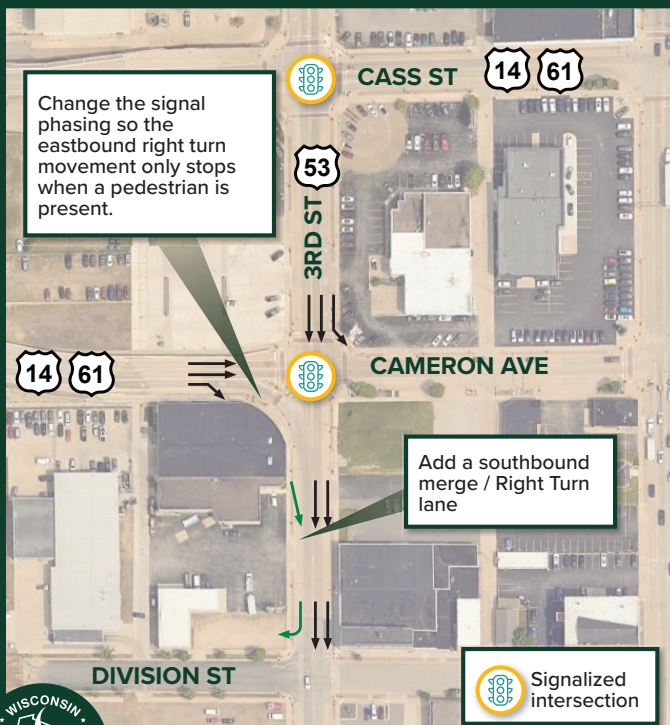 CASS ST
14 61
Change the signal
phasing so the
eastbound right turn
movement only stops
when a pedestrian is
present.
53
3RD ST
14 61
CAMERON AVE
Add a southbound
merge / Right Turn
lane
DIVISION ST
Signalized
intersection
WISCONSIN